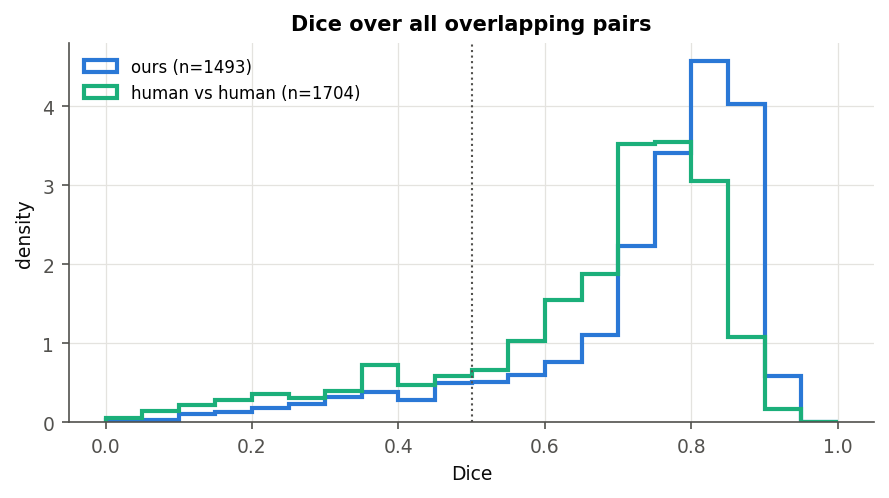 Dice over all overlapping pairs
ours (n=1493)
human vs human (n=1704)
density
4
3
2
1
0
0.0 0.2 0.4 0.6 0.8 1.0
Dice